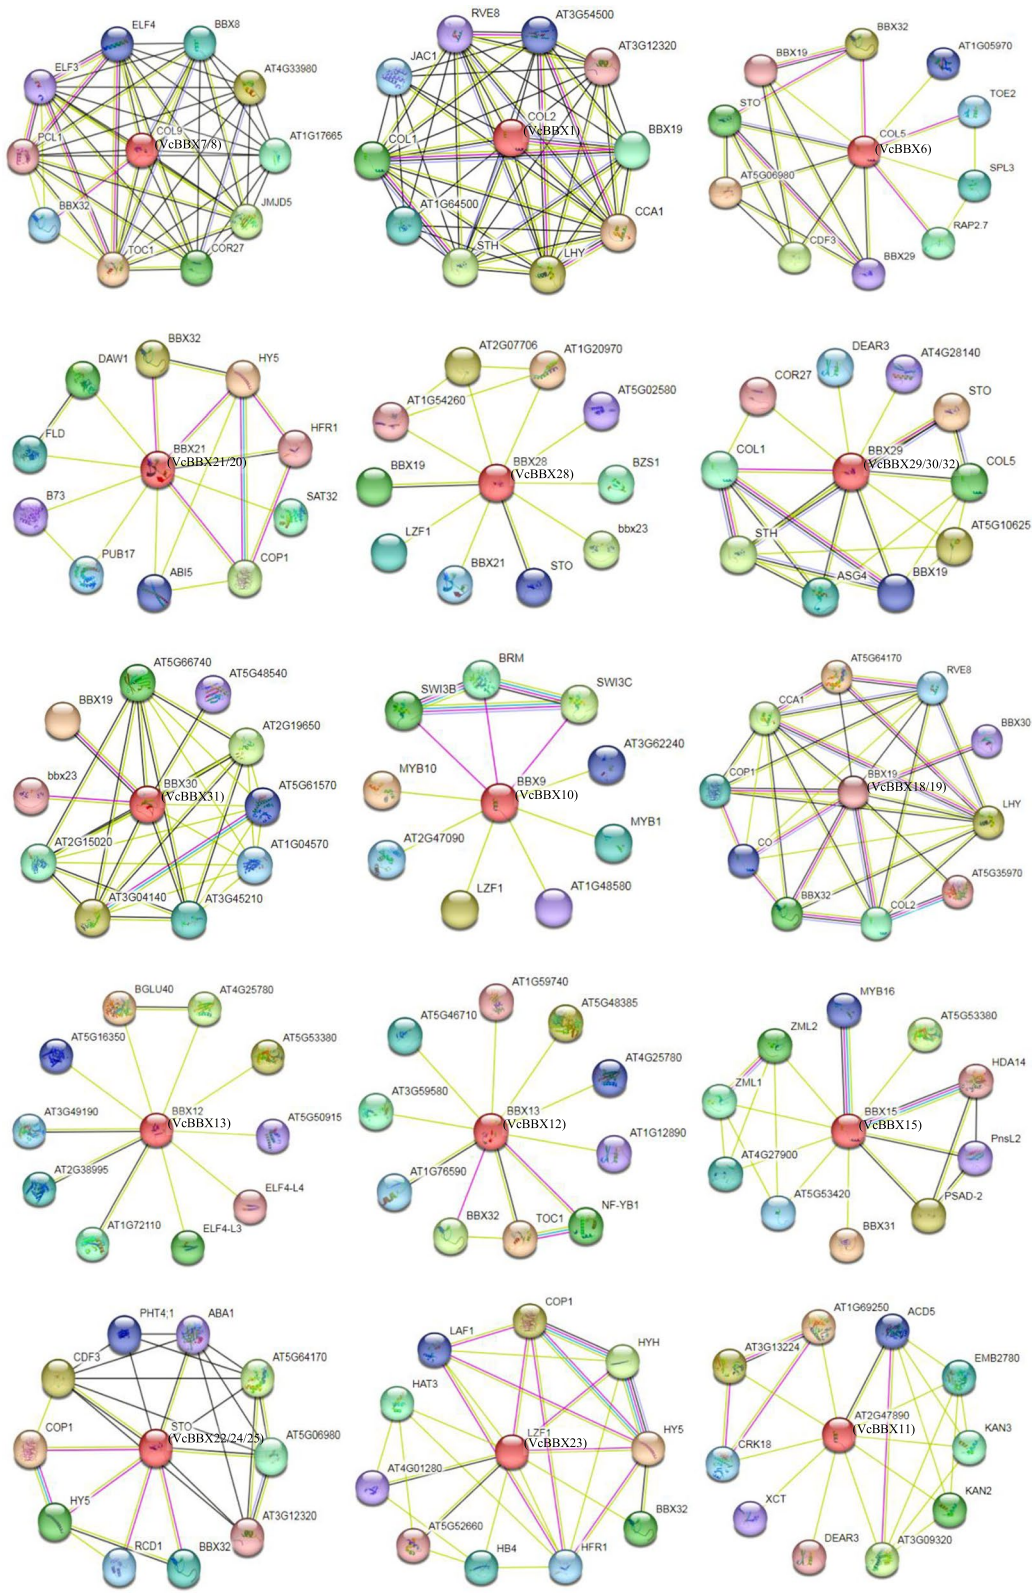 ELF4
BBX8
ELF3
AT4G33980
PCL1
COL9
(VcBBX7/8)
AT1G17665
BBX32
JMJD5
TOC1
COR27
RVE8
AT3G54500
JAC1
AT3G12320
COL2
(VcBBX1)
COL1
BBX19
AT1G64500
CCA1
STH
LHY
BBX32
BBX19
AT1G05970
STO
TOE2
COL5
(VcBBX6)
AT5G06980
SPL3
CDF3
RAP2.7
BBX29
BBX32
DAW1
HY5
FLD
HFR1
BBX21
(VcBBX21/20)
B73
SAT32
PUB17
COP1
ABI5
AT2G07706
AT1G20970
AT1G54260
AT5G02580
BBX19
BBX28
(VcBBX28)
BZS1
LZF1
bbx23
BBX21
STO
DEAR3
AT4G28140
COR27
STO
COL1
BBX29
(VcBBX29/30/32)
COL5
STH
AT5G10625
ASG4
BBX19
AT5G66740
AT5G48540
BBX19
AT2G19650
bbx23
BBX30
(VcBBX31)
AT5G61570
AT2G15020
AT1G04570
AT3G04140
AT3G45210
BRM
SWI3B
SWI3C
AT3G62240
MYB10
BBX9
(VcBBX10)
AT2G47090
MYB1
LZF1
AT1G48580
AT5G64170
CCA1
RVE8
BBX30
COP1
BBX19
(VcBBX18/19)
LHY
CO
AT5G35970
BBX32
COL2
BGLU40
AT4G25780
AT5G16350
AT5G53380
AT3G49190
BBX12
(VcBBX13)
AT5G50915
AT2G38995
ELF4-L4
AT1G72110
ELF4-L3
AT1G59740
AT5G46710
AT5G48385
AT4G25780
AT3G59580
BBX13
(VcBBX12)
AT1G12890
AT1G76590
BBX32
TOC1
NF-YB1
MYB16
ZML2
AT5G53380
ZML1
HDA14
BBX15
(VcBBX15)
PnsL2
AT4G27900
AT5G53420
PSAD-2
BBX31
PHT4;1
ABA1
CDF3
AT5G64170
COP1
STO
(VcBBX22/24/25)
AT5G06980
HY5
AT3G12320
RCD1
BBX32
COP1
LAF1
HYH
HAT3
LZF1
(VcBBX23)
HY5
AT4G01280
AT5G52660
BBX32
HB4
HFR1
AT1G69250
ACD5
AT3G13224
EMB2780
AT2G47890
(VcBBX11)
KAN3
CRK18
XCT
KAN2
DEAR3
AT3G09320